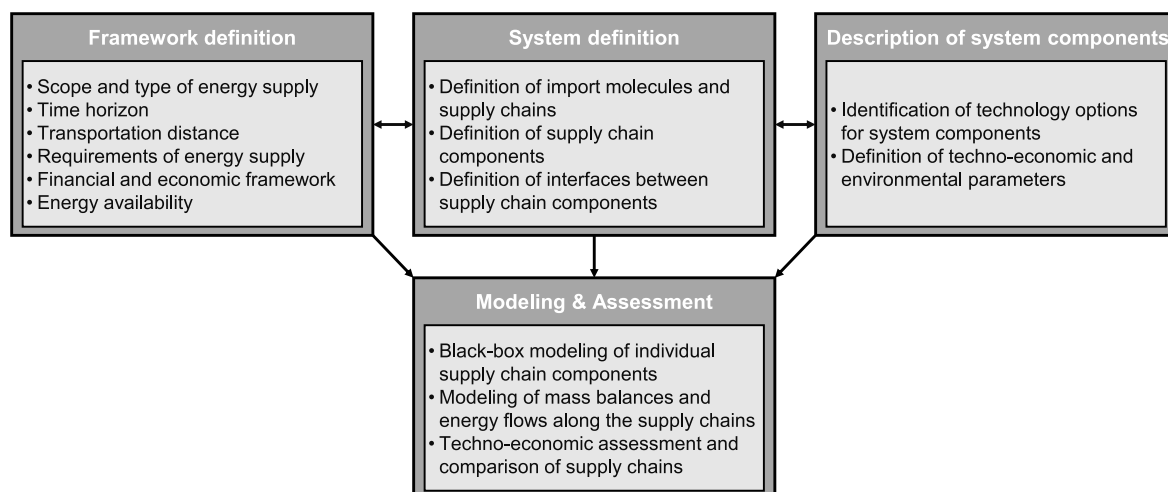 Framework definition
• Scope and type of energy supply
• Time horizon
• Transportation distance
• Requirements of energy supply
• Financial and economic framework
• Energy availability
System definition
• Definition of import molecules and
supply chains
• Definition of supply chain
components
• Definition of interfaces between
supply chain components
Description of system components
• Identification of technology options
for system components
• Definition of techno-economic and
environmental parameters
Modeling & Assessment
• Black-box modeling of individual
supply chain components
• Modeling of mass balances and
energy flows along the supply chains
• Techno-economic assessment and
comparison of supply chains